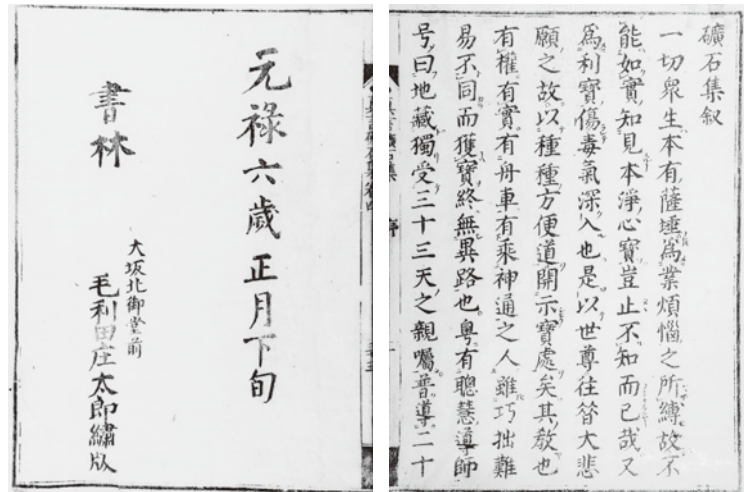 礦石集叙
一切衆生本有薩埵爲業煩惱之所縛故不
能如實知見本淨心寶豈止不知而已哉又
爲利寶傷毒氣深入也是以世尊往昔大悲
願之故以種種方便道開示寶處矣其教也
有權有實有舟車有乘神通之人雖巧拙難
易不同而獲寶終無異路也粤有聰慧導師
号曰地藏獨受三十三天之親囑普導二十
序
元禄六歲正月下旬
書林
大坂北御堂前
毛利田庄太郎繡版